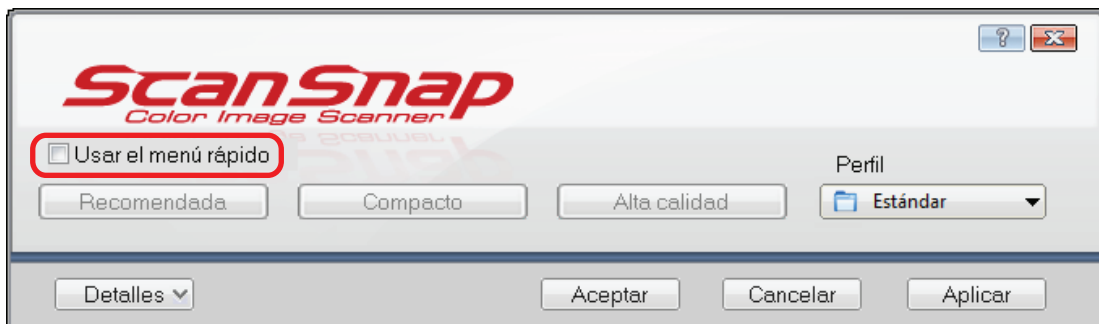 ?
ScanSnap
Color Image Scanner
Usar el menú rápido
Perfil
Recomendada Compacto Alta calidad Estándar
Detalles Aceptar Cancelar Aplicar